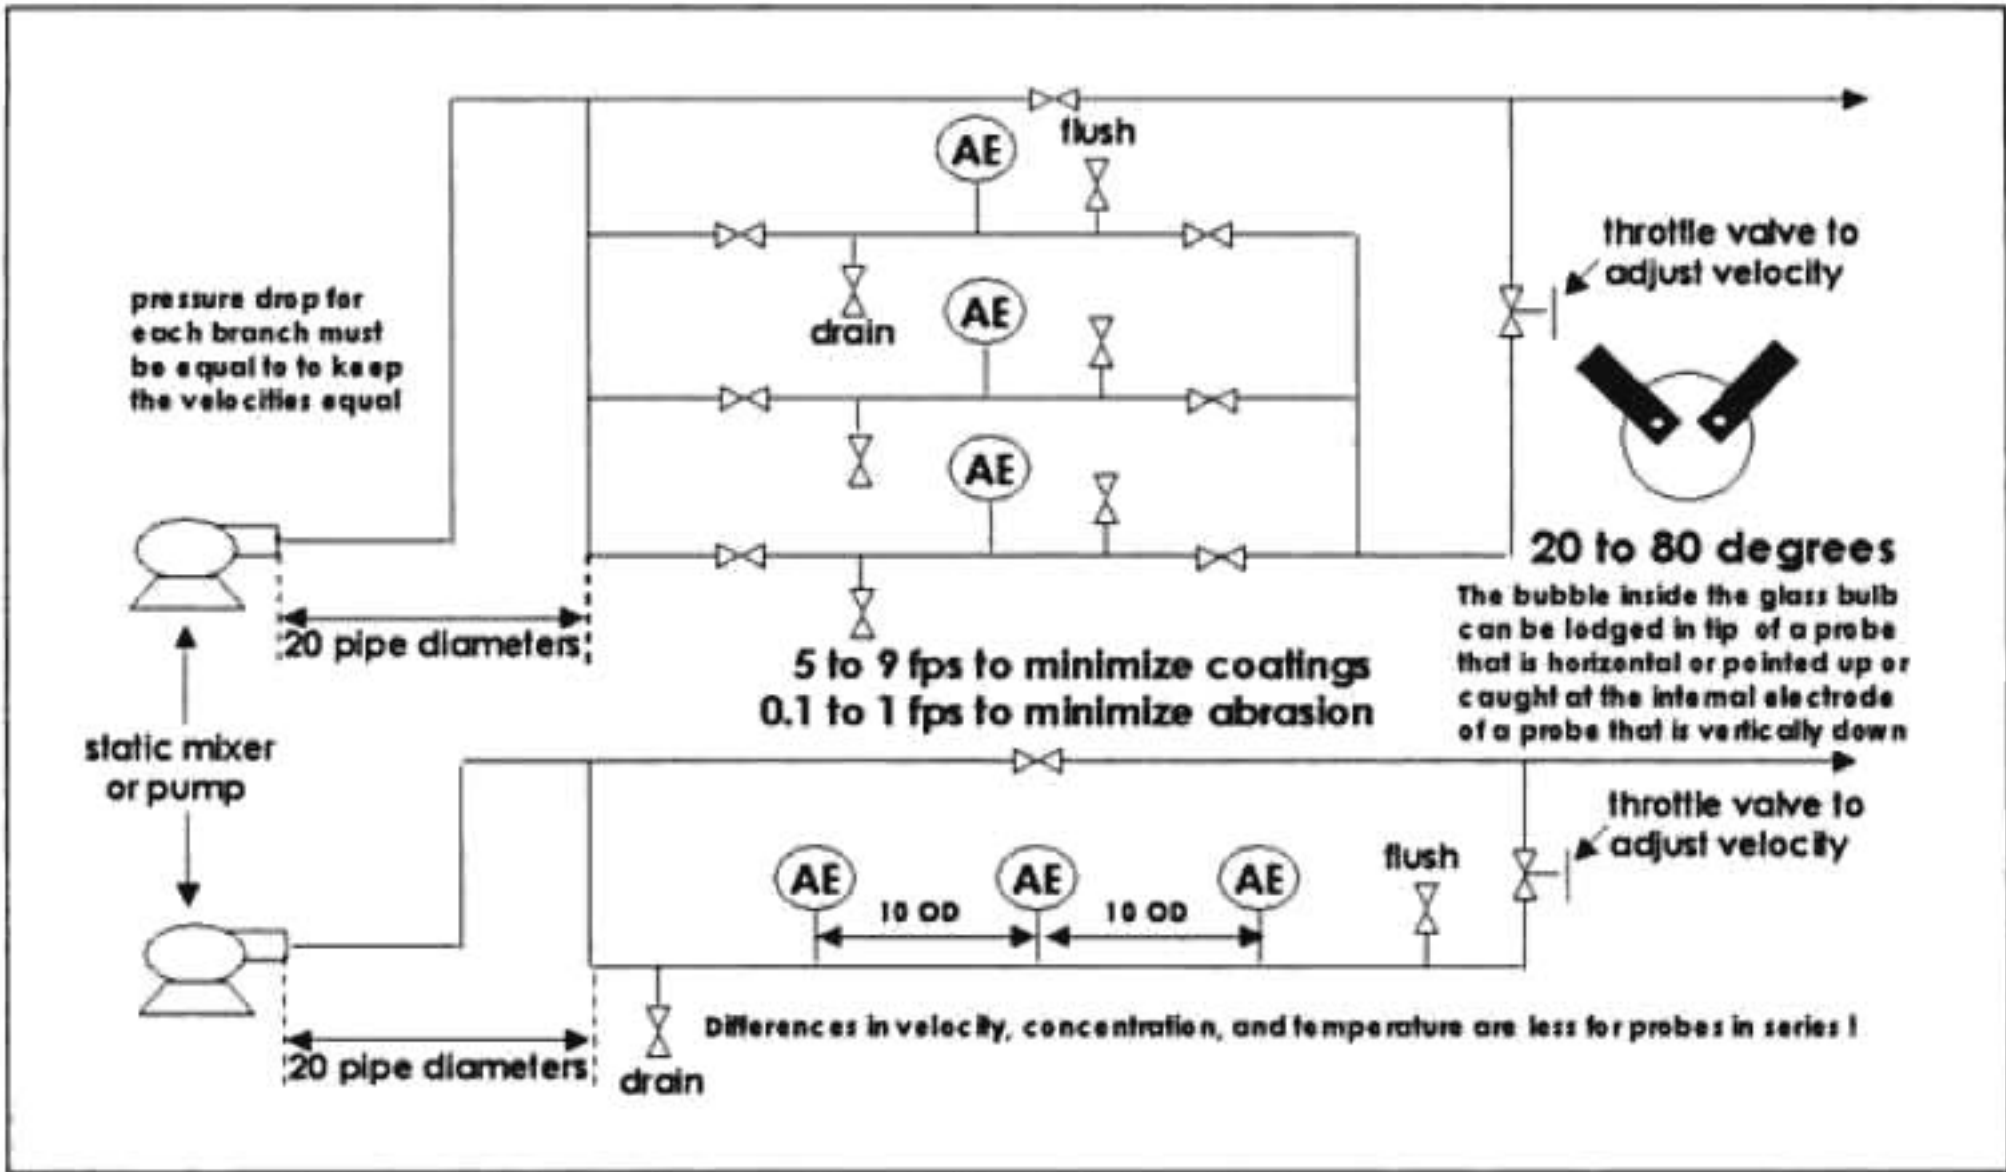 AE
flush
throttle valve to
adjust velocity
pressure drop for
each branch must
be equal to to keep
the velocities equal
drain
AE
AE
20 to 80 degrees
The bubble inside the glass bulb
can be lodged in tip of a probe
that is horizontal or pointed up or
caught at the internal electrode
of a probe that is vertically down
20 pipe diameters
5 to 9 fps to minimize coatings
0.1 to 1 fps to minimize abrasion
static mixer
or pump
throttle valve to
adjust velocity
flush
AE
AE
AE
10 OD
10 OD
Differences in velocity, concentration, and temperature are less for probes in series !
20 pipe diameters
drain